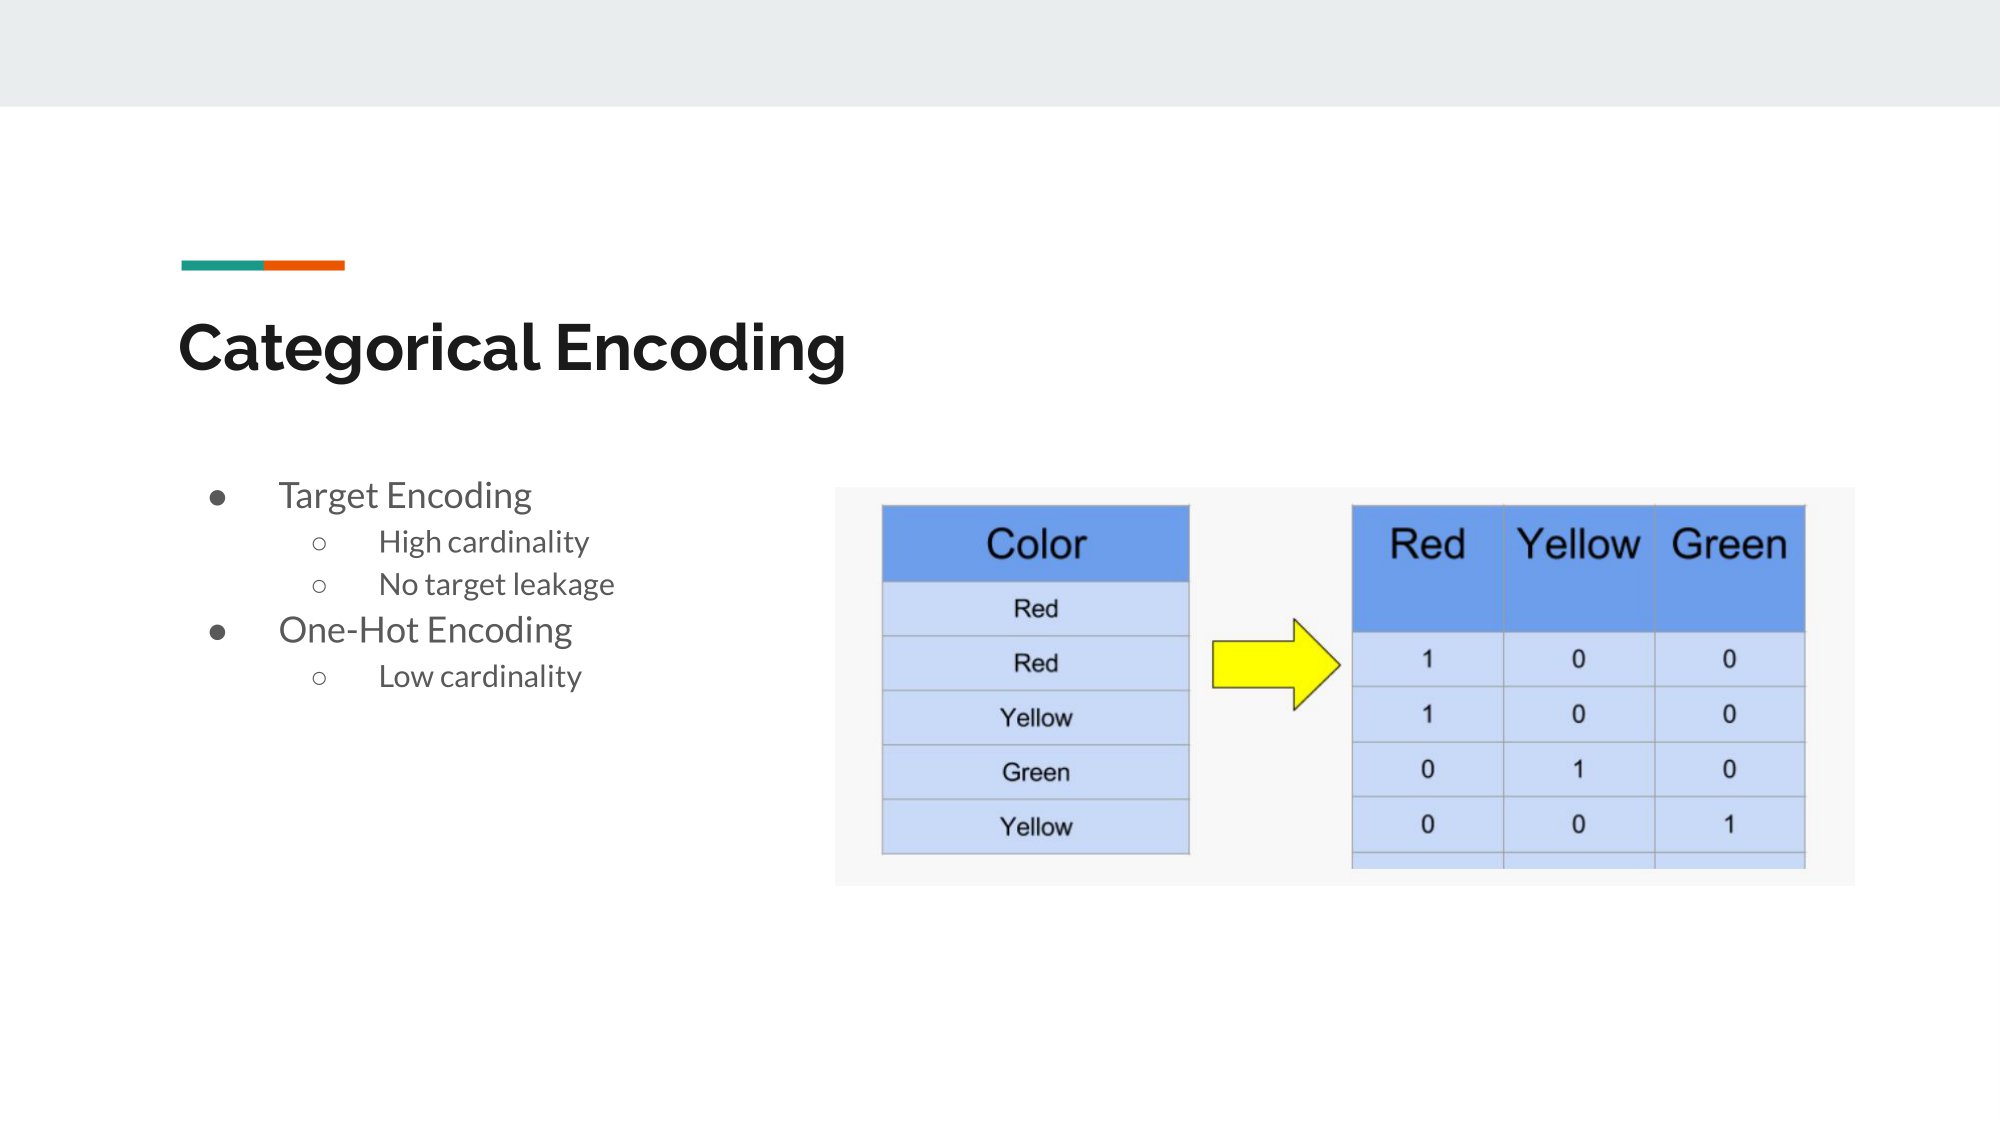 Categorical Encoding
● Target Encoding
○ High cardinality
○ No target leakage
● One-Hot Encoding
○ Low cardinality
Color
Red
Red
Yellow
Green
Yellow
Red Yellow Green
1 0 0
1 0 0
0 1 0
0 0 1